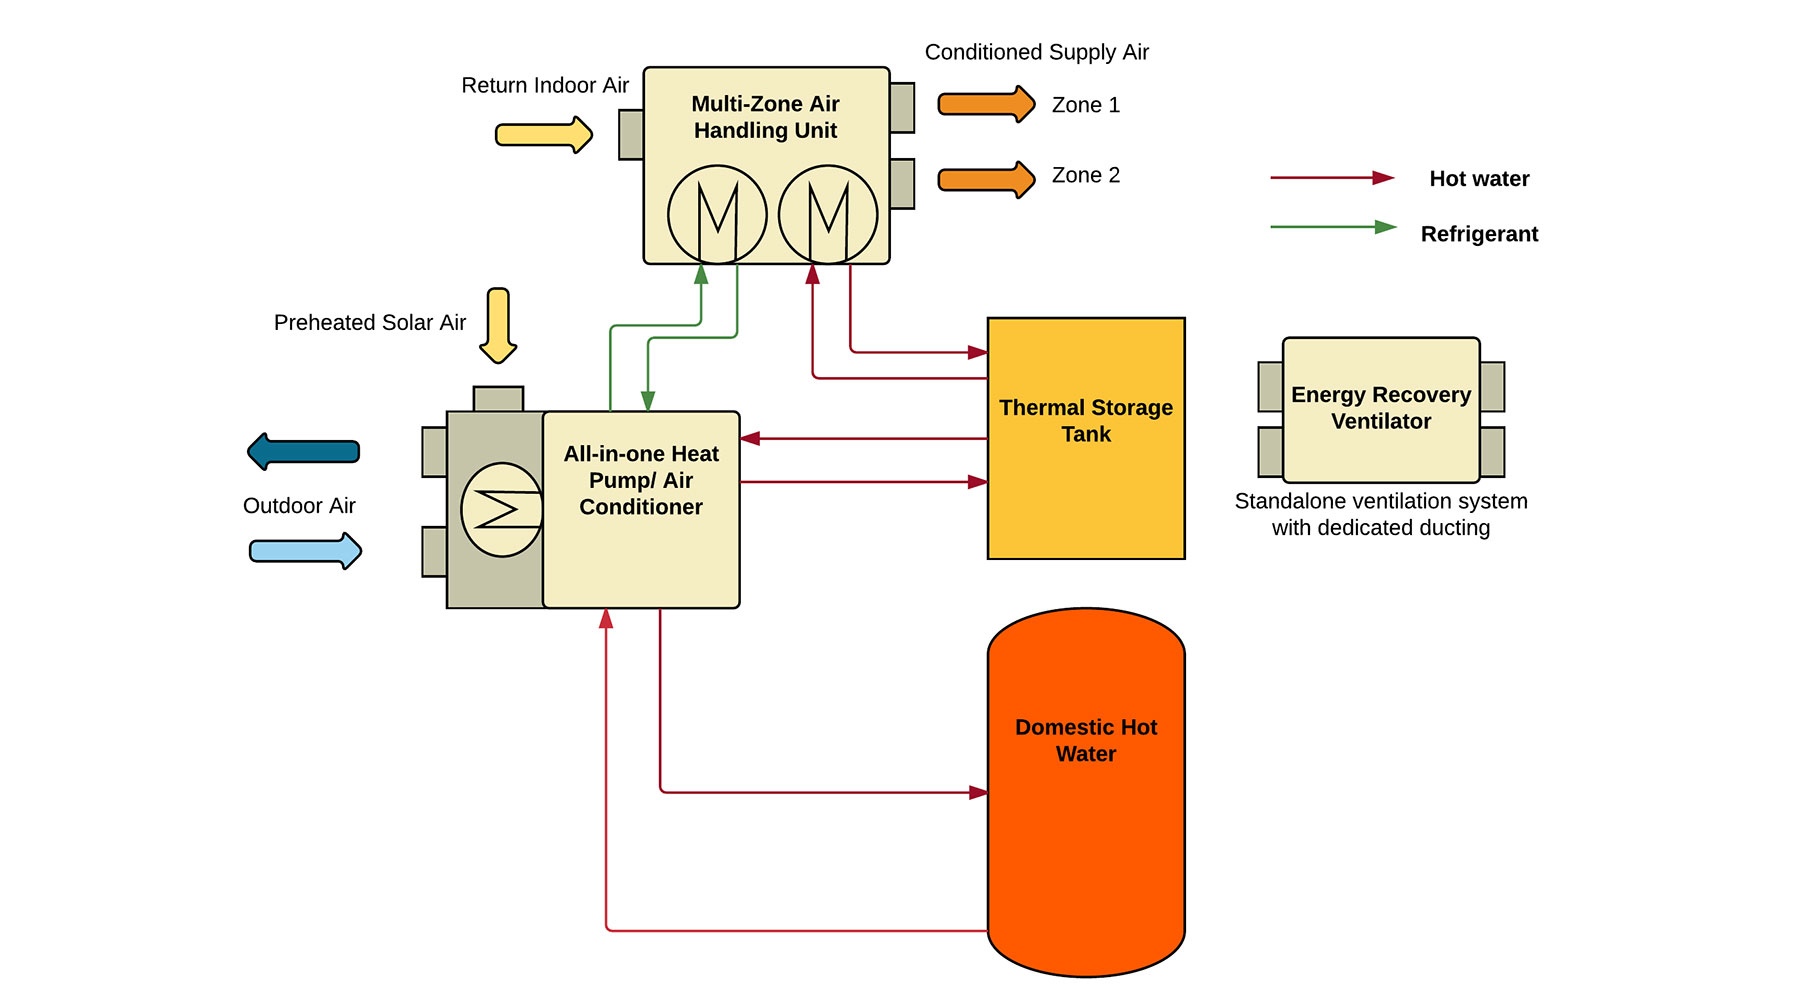 Conditioned Supply Air
Return Indoor Air
Multi-Zone Air
Handling Unit
Zone 1
Zone 2
Hot water
Refrigerant
Preheated Solar Air
Thermal Storage
Tank
Energy Recovery
Ventilator
All-in-one Heat
Pump/ Air
Conditioner
Outdoor Air
Standalone ventilation system
with dedicated ducting
Domestic Hot
Water